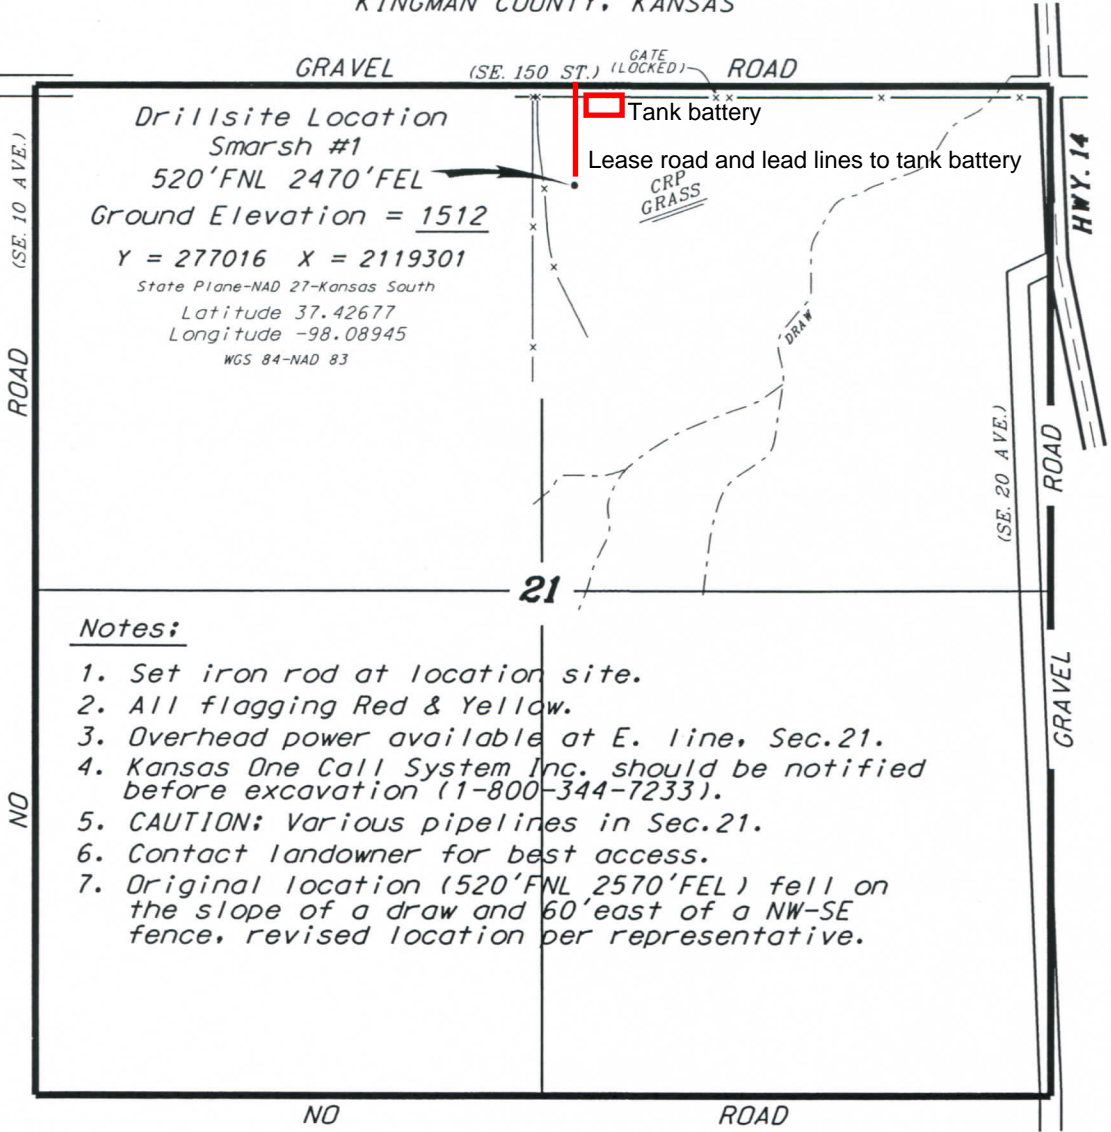 KINGMAN COUNTY, KANSAS
GRAVEL (SE. 150 ST.) GATE (LOCKED) ROAD
Tank battery
Drillsite Location
Smarsh #1
520'FNL 2470'FEL
Ground Elevation = 1512
Y = 277016 X = 2119301
State Plane-NAD 27-Kansas South
Latitude 37.42677
Longitude -98.08945
WGS 84-NAD 83
Lease road and lead lines to tank battery
CRP
GRASS
DRAW
HWY. 14
(SE. 10 AVE.)
ROAD
NO
(SE. 20 AVE.)
ROAD
GRAVEL
21
Notes:
1. Set iron rod at location site.
2. All flagging Red & Yellow.
3. Overhead power available at E. line, Sec.21.
4. Kansas One Call System Inc. should be notified
before excavation (1-800-344-7233).
5. CAUTION: Various pipelines in Sec.21.
6. Contact landowner for best access.
7. Original location (520'FNL 2570'FEL) fell on
the slope of a draw and 60'east of a NW-SE
fence, revised location per representative.
NO ROAD